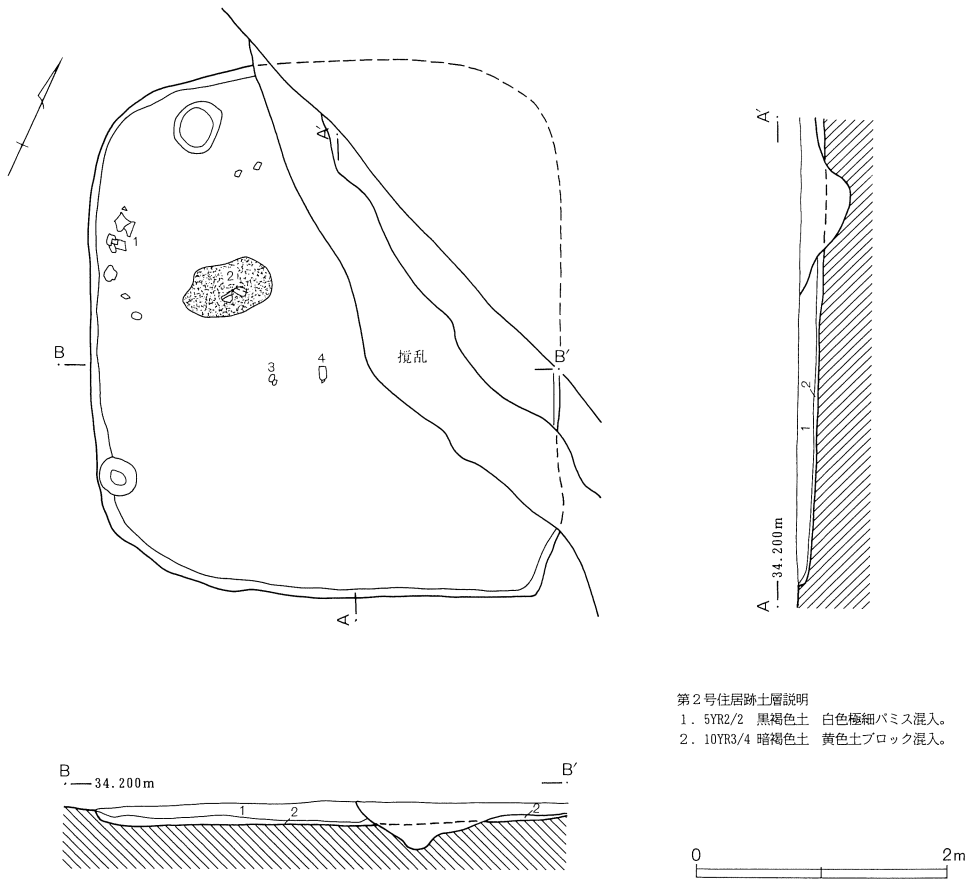 A′
A′
1
2
B
B′
3
4
撹乱
2
1
A—34.200m
A
第2号住居跡土層説明
1. 5YR2/2 黒褐色土 白色極細パミス混入。
2. 10YR3/4 暗褐色土 黄色土ブロック混入。
B
B′
34.200m
1
2
2
0
2m